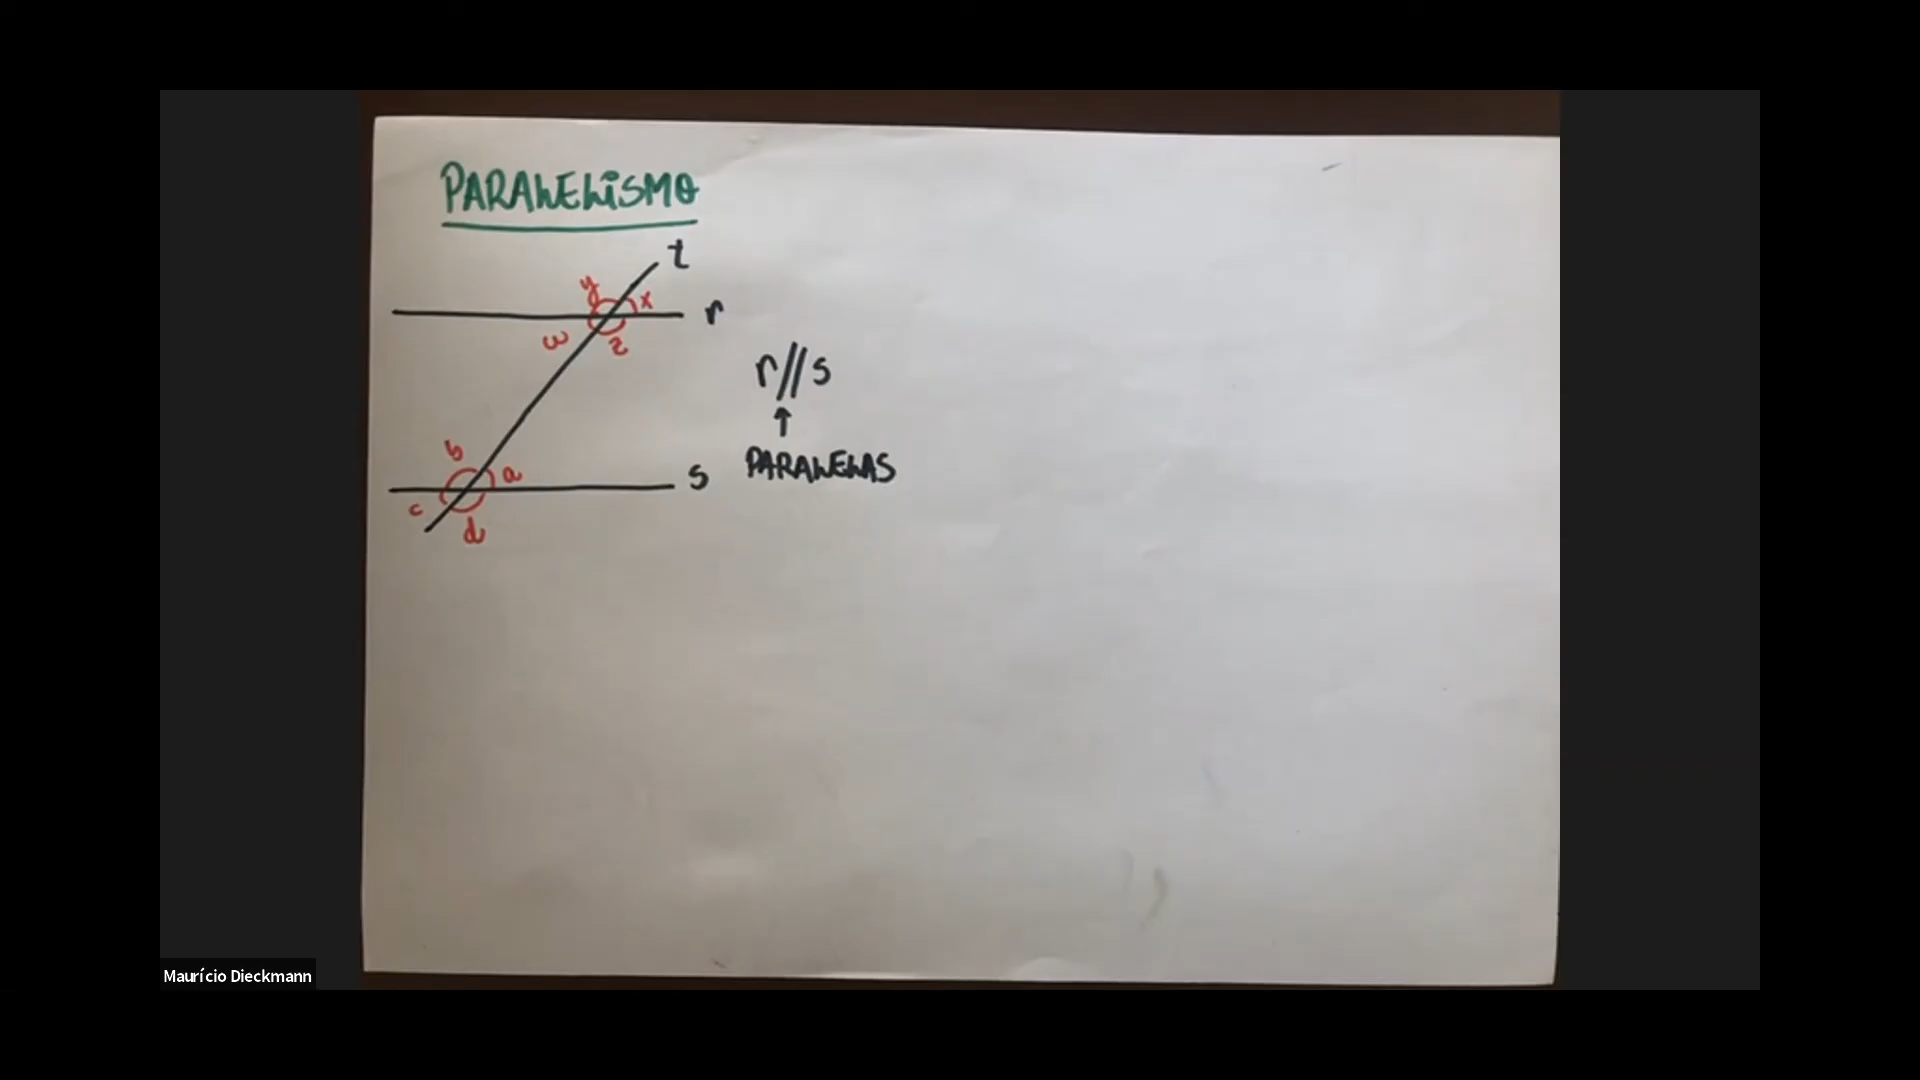 PARALELISMO
t
y x
r
w z
r//s
↑
b
PARALELAS
a s
c
d
Maurício Dieckmann